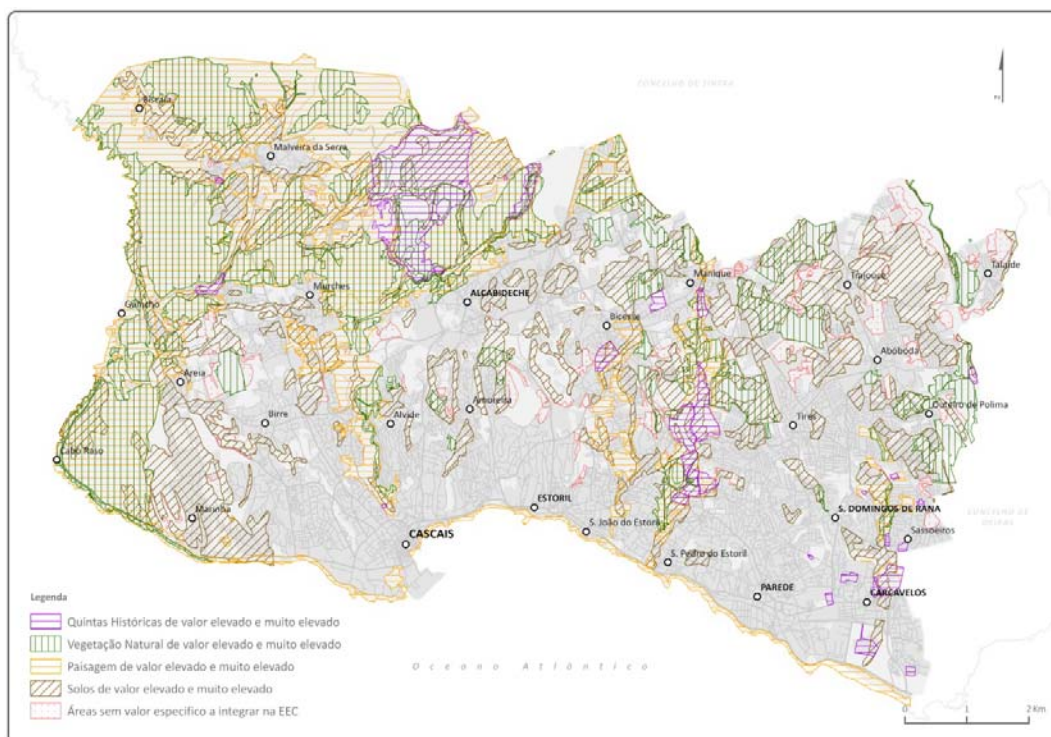 CONCELHO DE SINTRA
N
Biscaia
Malveira da Serra
Talaíde
Manique
Trajouce
Murches
ALCABIDECHE
Guincho
Bicesse
Abóboda
Areia
Amoreira
Outeiro de Polima
Birre
Alvide
Tires
Cabo Raso
ESTORIL
Marinha
S. DOMINGOS DE RANA
CONCELHO DE
OEIRAS
S. João do Estoril
Sassoeiros
CASCAIS
S. Pedro do Estoril
PAREDE
CARCAVELOS
Legenda
Quintas Históricas de valor elevado e muito elevado
Vegetação Natural de valor elevado e muito elevado
Paisagem de valor elevado e muito elevado
Oceano Atlântico
Solos de valor elevado e muito elevado
Áreas sem valor especifico a integrar na EEC
0 1 2 Km